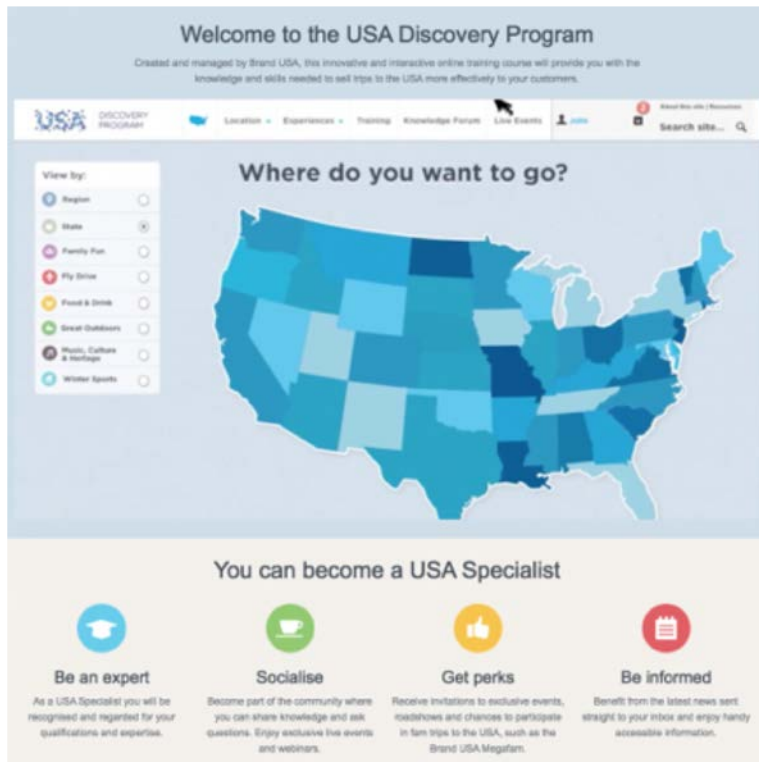 Welcome to the USA Discovery Program
Created and managed by Brand USA, this innovative and interactive online training course will provide you with the
knowledge and skills needed to sell trips to the USA more effectively to your customers.
USA DISCOVERY PROGRAM
Location Experiences Training Knowledge Forum Live Events
About this site | Resources
Search site...
View by:
Region
State
Family Fun
Fly Drive
Food & Drink
Great Outdoors
Music, Culture
& Heritage
Winter Sports
Where do you want to go?
You can become a USA Specialist
Be an expert
As a USA Specialist you will be
recognised and regarded for your
qualifications and expertise.
Socialise
Become part of the community where
you can share knowledge and ask
questions. Enjoy exclusive live events
and webinars.
Get perks
Receive invitations to exclusive events,
roadshows and chances to participate
in fam trips to the USA, such as the
Brand USA Megafam.
Be informed
Benefit from the latest news sent
straight to your inbox and enjoy handy
accessible information.